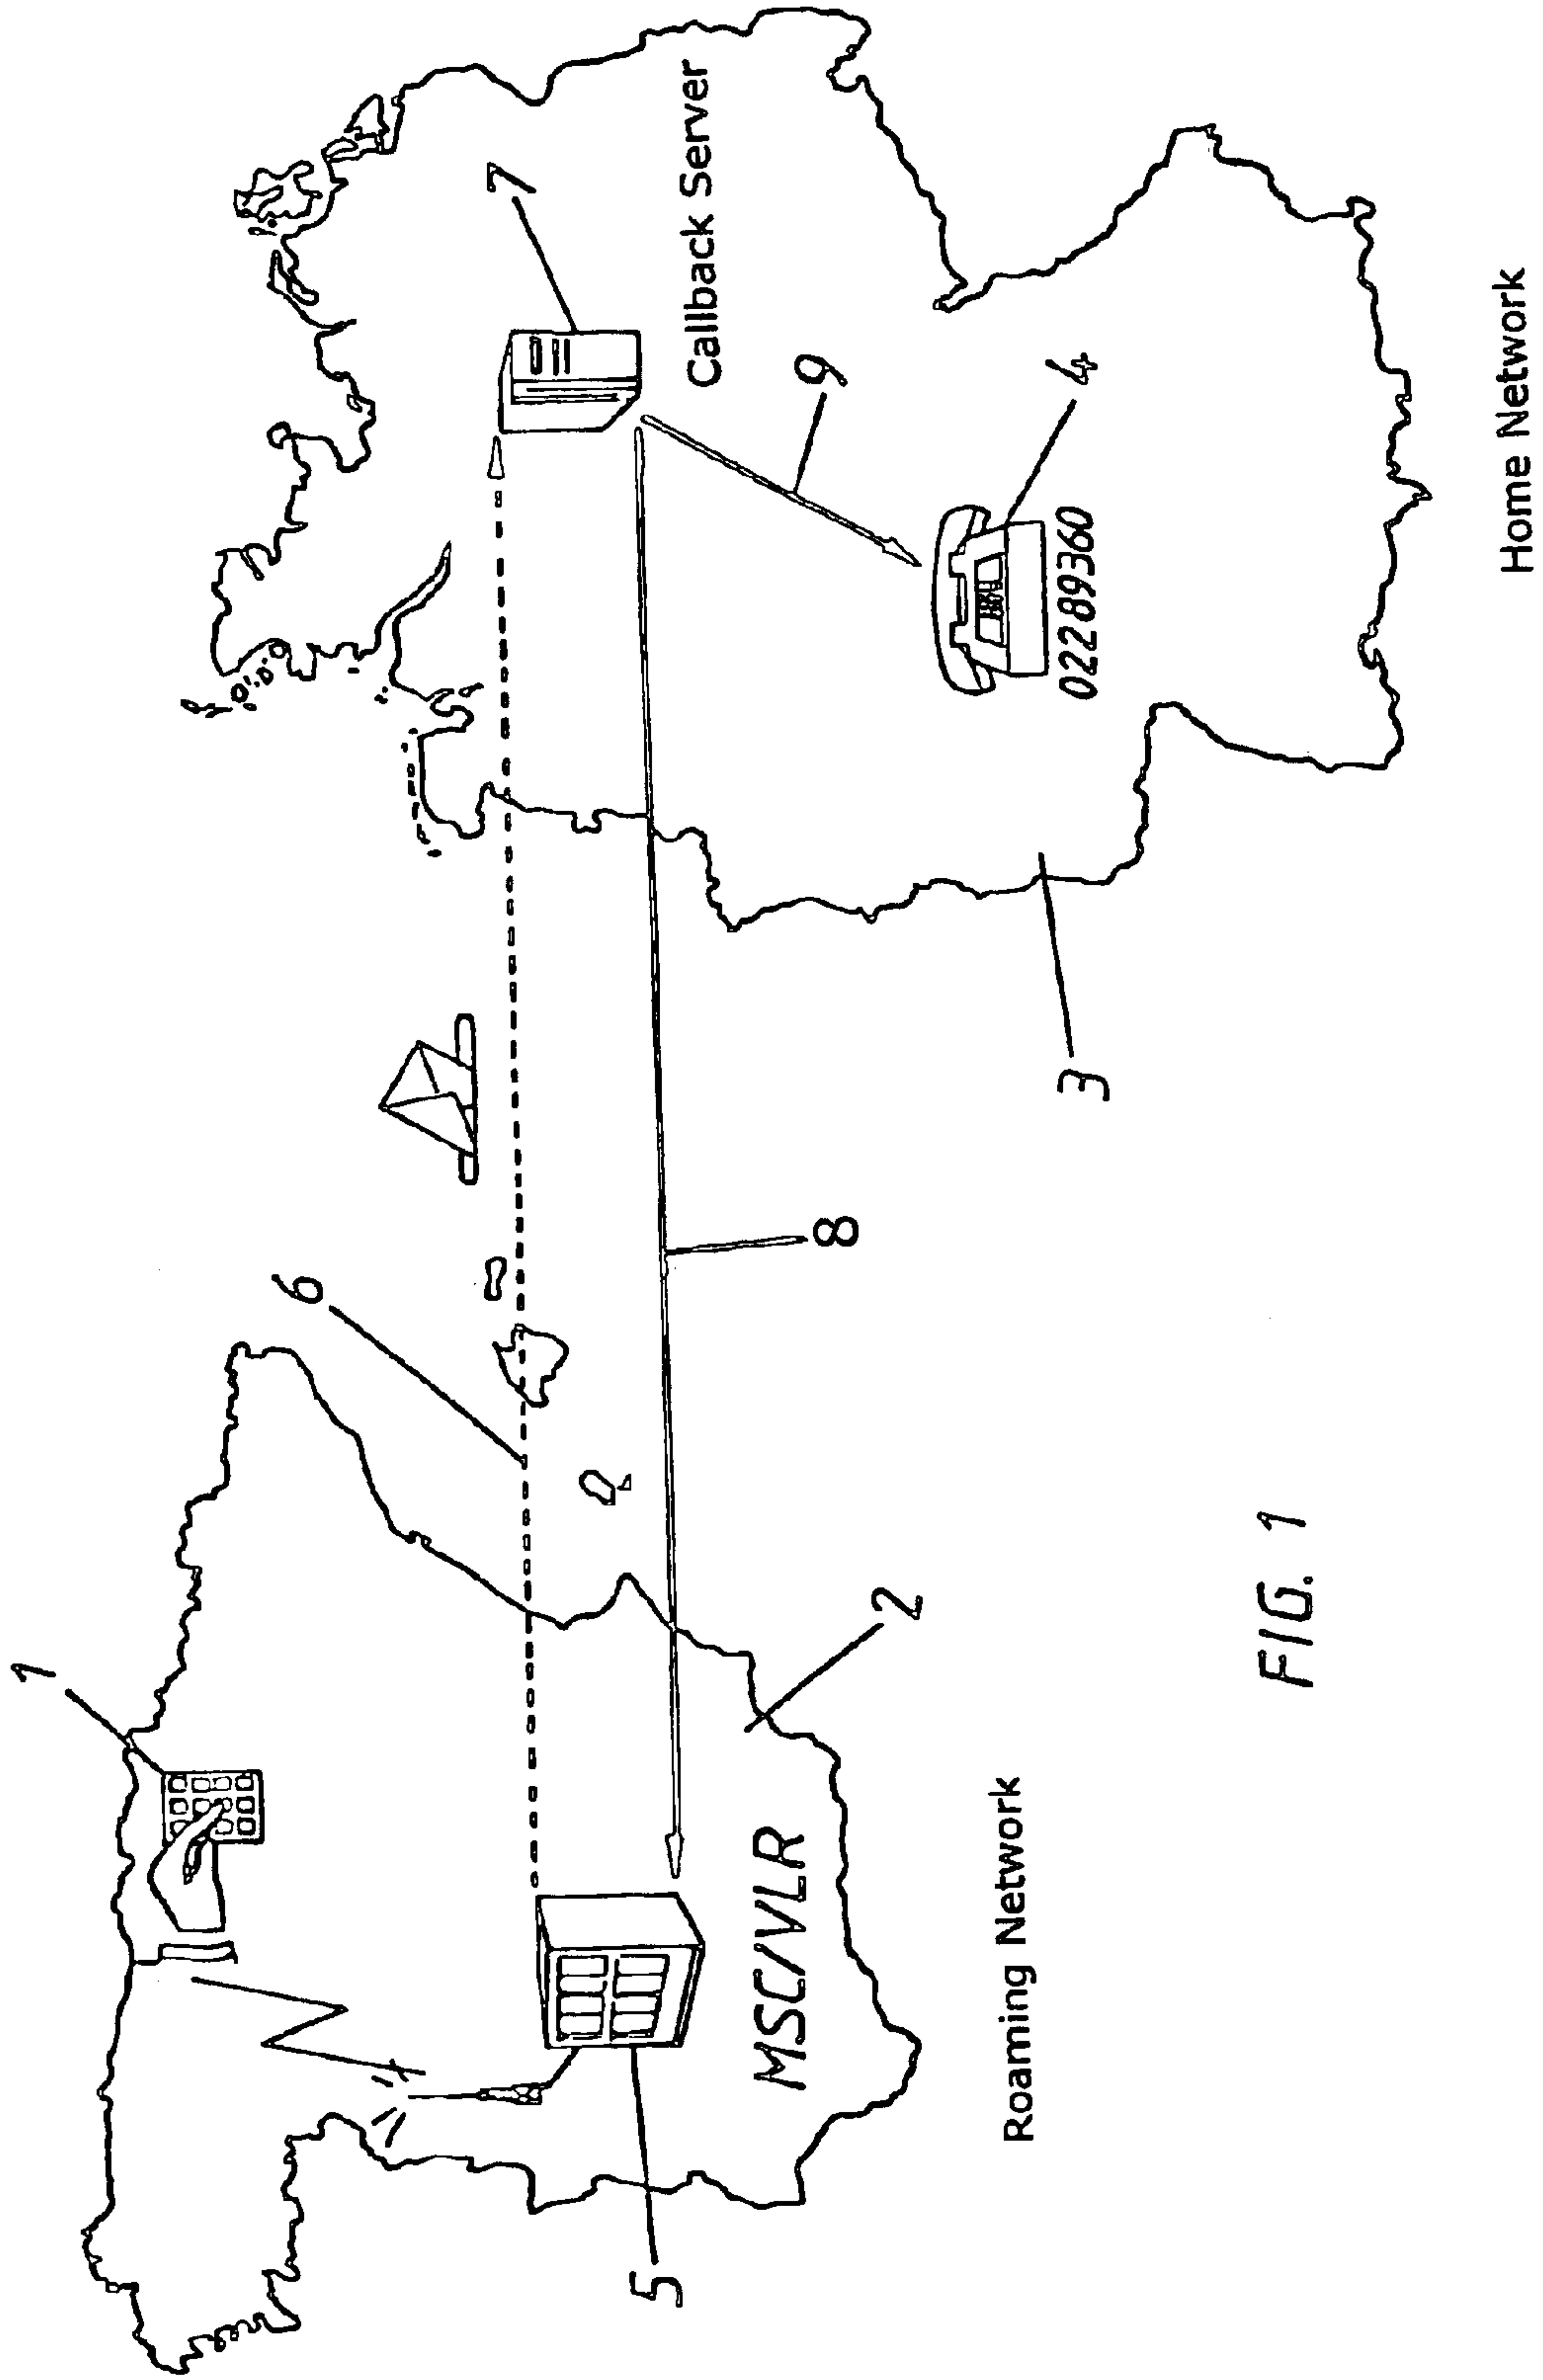 1
6
7
Callback Server
9
4
02289360
8
3
2
5
MSC/VLR
Roaming Network
Home Network
FIG. 1